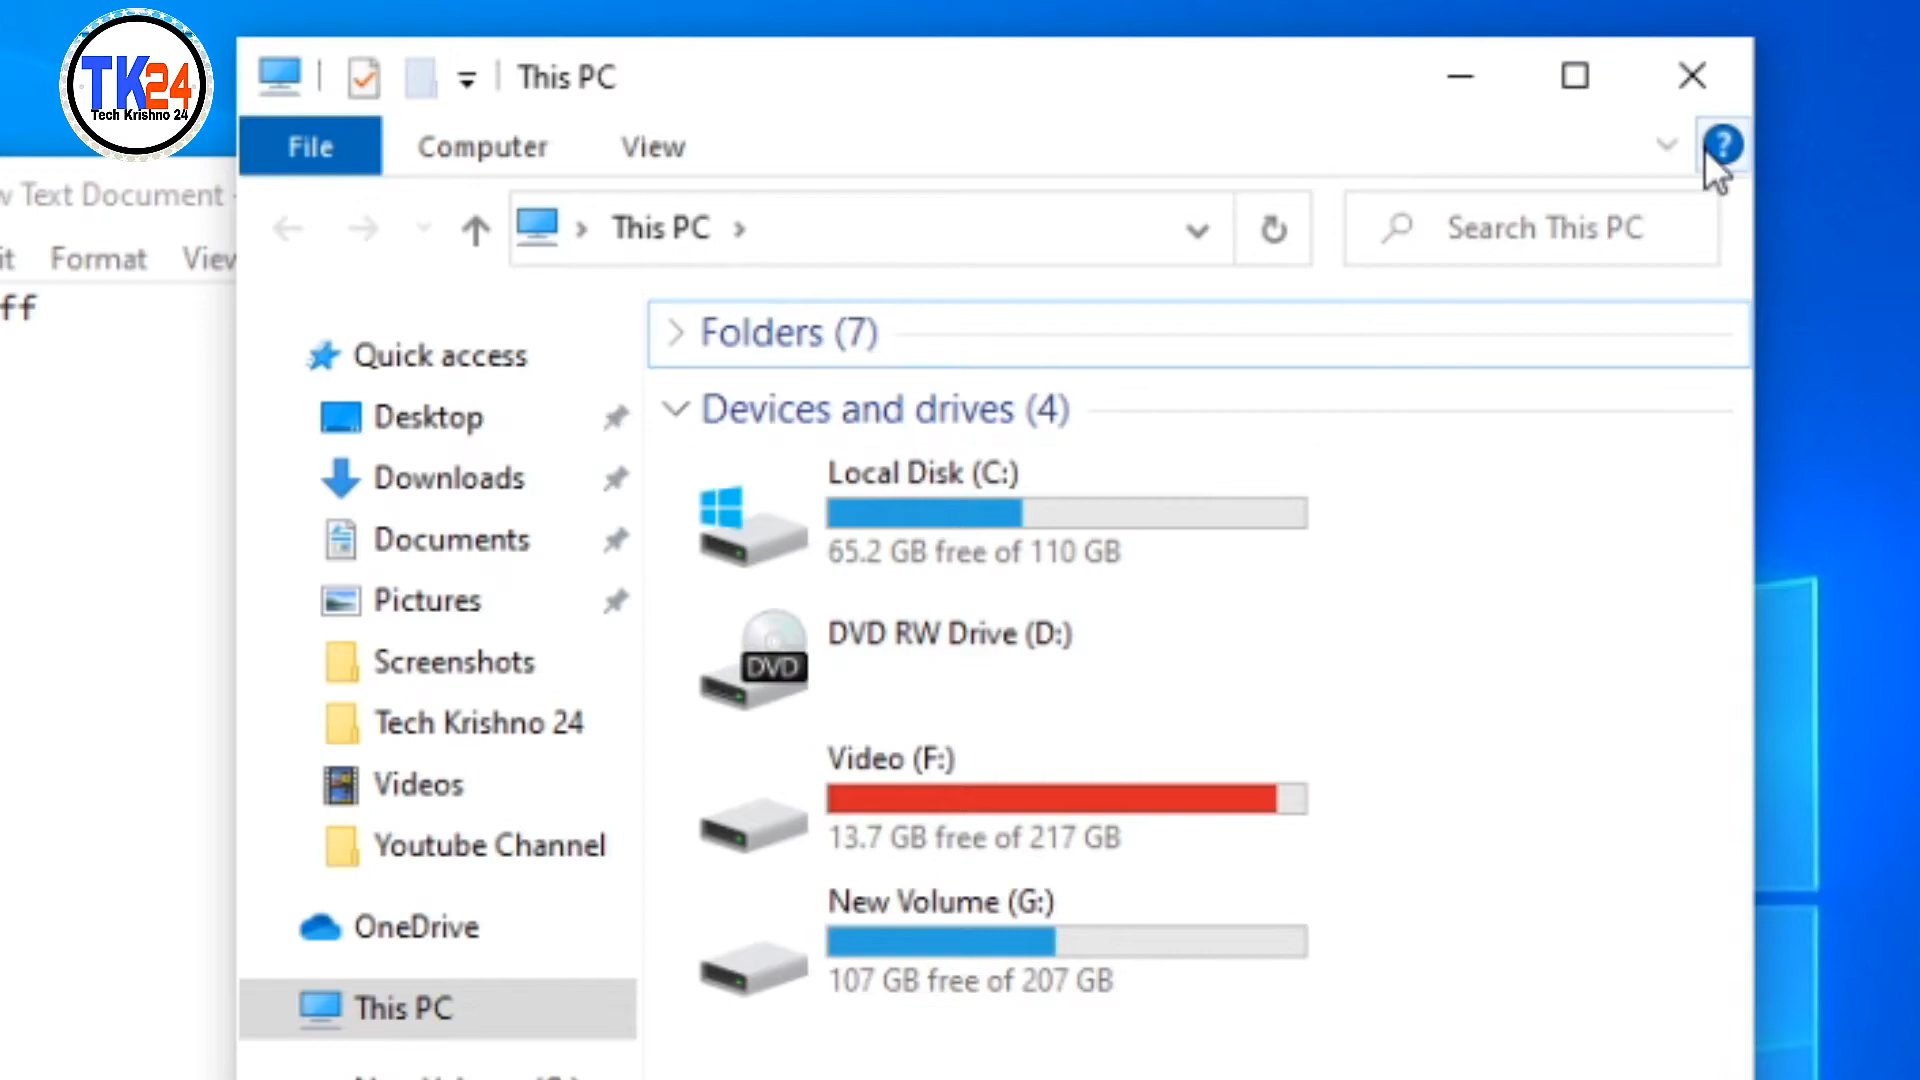 TK24
Tech Krishno 24
This PC
File
Computer
View
?
Text Document -
Format
View
ff
This PC
Search This PC
Quick access
Desktop
Downloads
Documents
Pictures
Screenshots
Tech Krishno 24
Videos
Youtube Channel
OneDrive
This PC
Folders (7)
Devices and drives (4)
Local Disk (C:)
65.2 GB free of 110 GB
DVD RW Drive (D:)
DVD
Video (F:)
13.7 GB free of 217 GB
New Volume (G:)
107 GB free of 207 GB